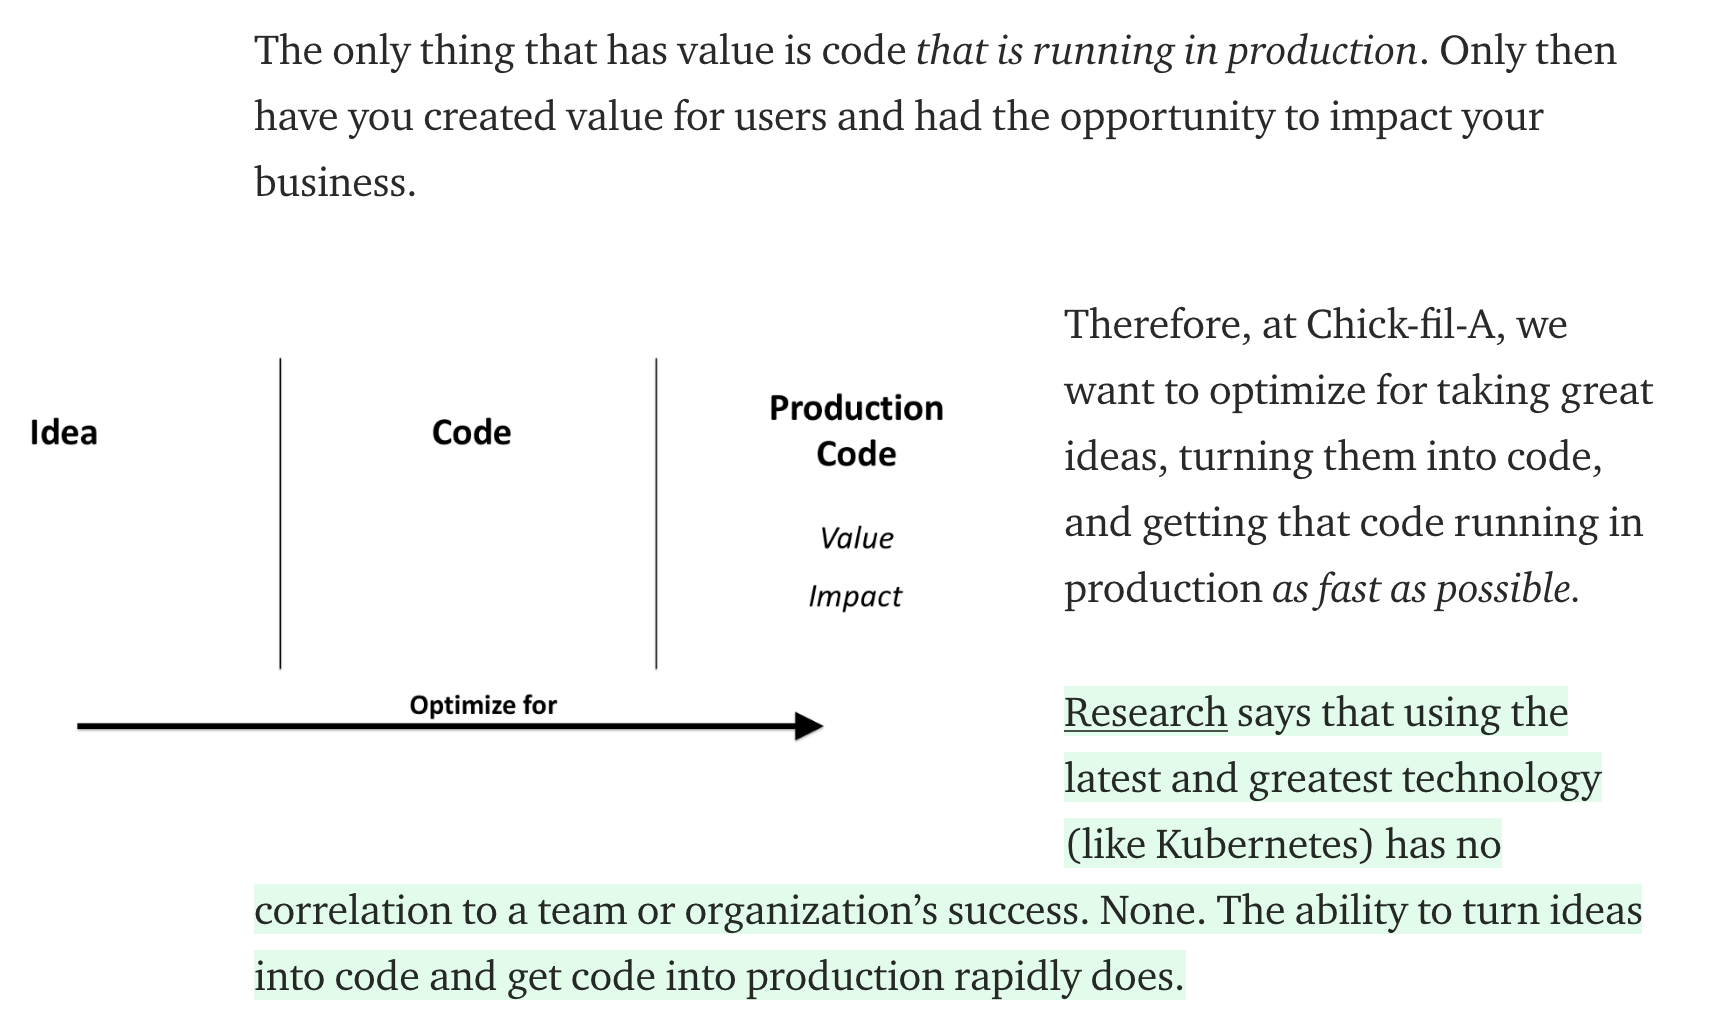 The only thing that has value is code that is running in production. Only then
have you created value for users and had the opportunity to impact your
business.
Idea
Code
Production
Code
Value
Impact
Optimize for
Therefore, at Chick-fil-A, we
want to optimize for taking great
ideas, turning them into code,
and getting that code running in
production as fast as possible.
Research says that using the
latest and greatest technology
(like Kubernetes) has no
correlation to a team or organization’s success. None. The ability to turn ideas
into code and get code into production rapidly does.